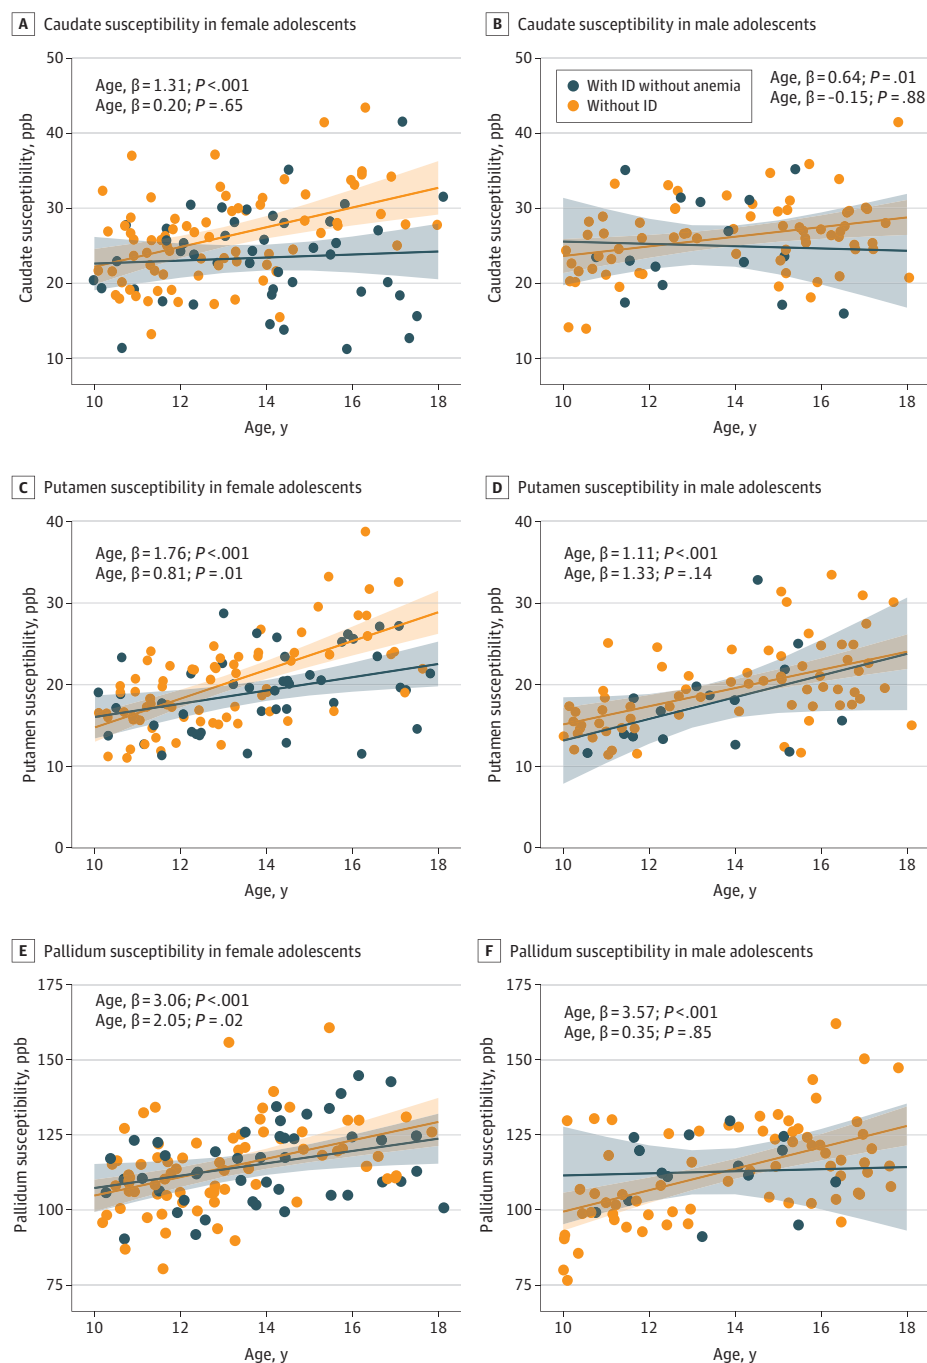 A Caudate susceptibility in female adolescents
Caudate susceptibility, ppb
50
40
30
20
10
Age, β = 1.31; P <.001
Age, β = 0.20; P = .65
10 12 14 16 18
Age, y
B Caudate susceptibility in male adolescents
Caudate susceptibility, ppb
50
40
30
20
10
With ID without anemia
Without ID
Age, β = 0.64; P = .01
Age, β = –0.15; P = .88
10 12 14 16 18
Age, y
C Putamen susceptibility in female adolescents
Putamen susceptibility, ppb
40
30
20
10
0
Age, β = 1.76; P <.001
Age, β = 0.81; P = .01
10 12 14 16 18
Age, y
D Putamen susceptibility in male adolescents
Putamen susceptibility, ppb
40
30
20
10
0
Age, β = 1.11; P <.001
Age, β = 1.33; P = .14
10 12 14 16 18
Age, y
E Pallidum susceptibility in female adolescents
Pallidum susceptibility, ppb
175
150
125
100
75
Age, β = 3.06; P <.001
Age, β = 2.05; P = .02
10 12 14 16 18
Age, y
F Pallidum susceptibility in male adolescents
Pallidum susceptibility, ppb
175
150
125
100
75
Age, β = 3.57; P <.001
Age, β = 0.35; P = .85
10 12 14 16 18
Age, y